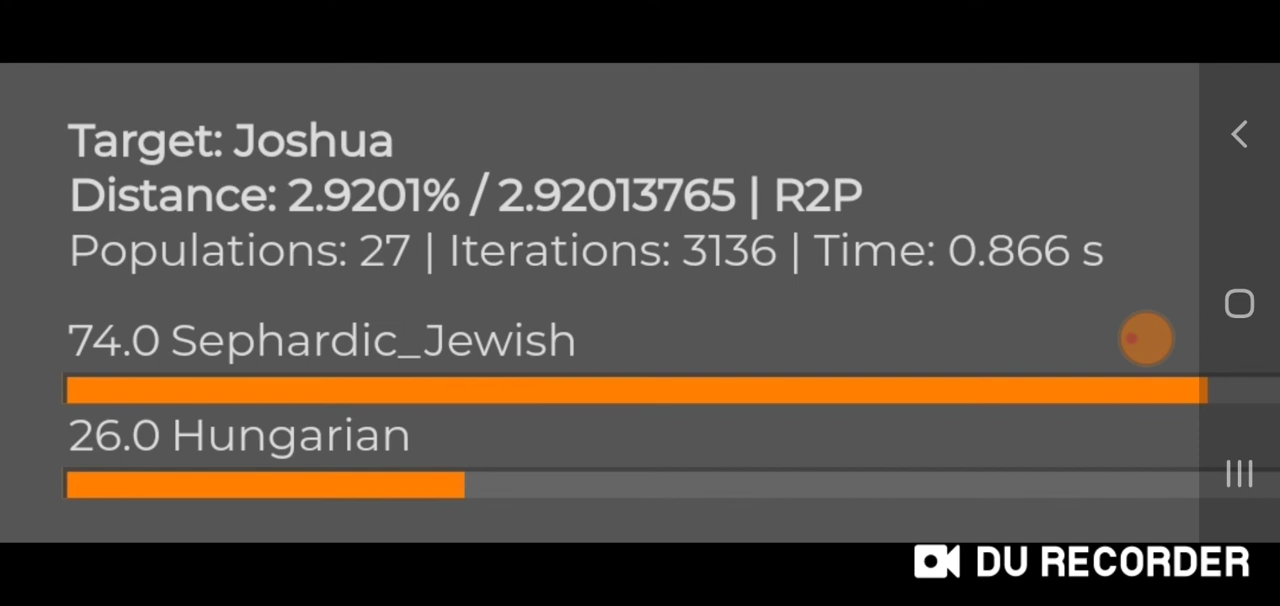 Target: Joshua
Distance: 2.9201% / 2.92013765 | R2P
Populations: 27 | Iterations: 3136 | Time: 0.866 s
74.0 Sephardic_Jewish
26.0 Hungarian
DU RECORDER